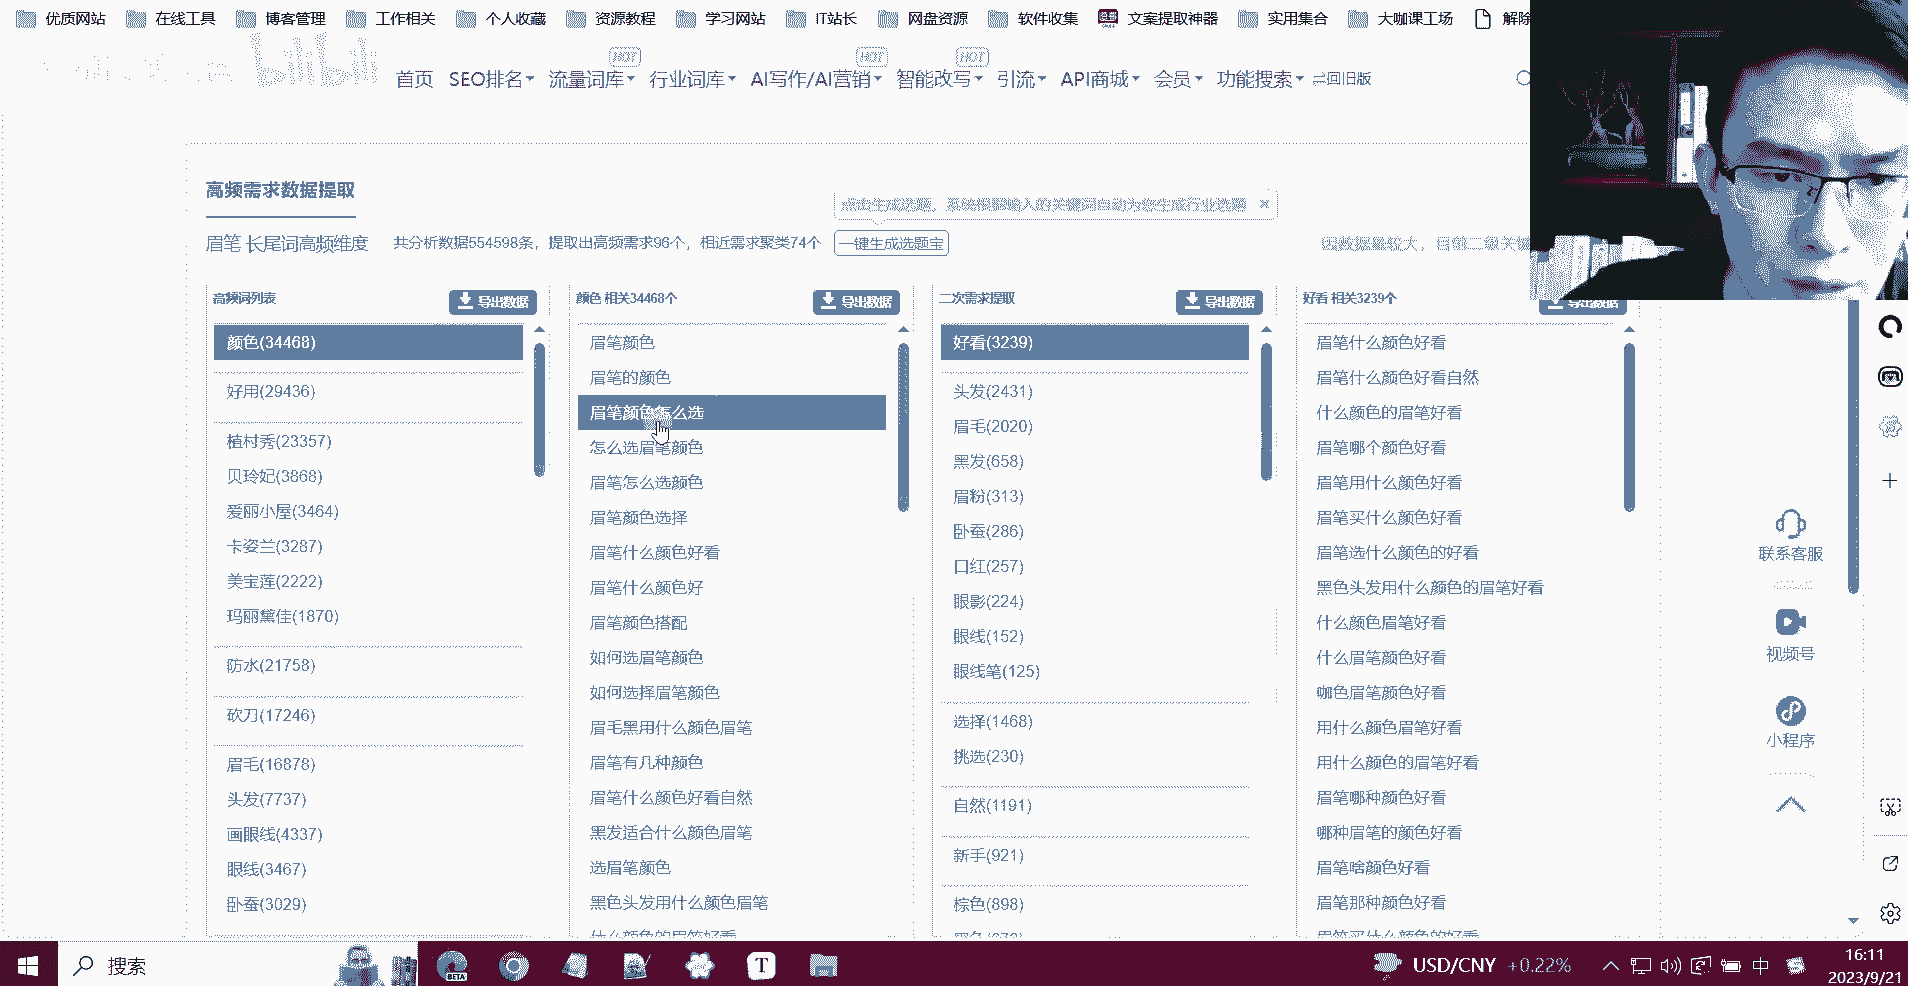 优质网站 在线工具 博客管理 工作相关 个人收藏 资源教程 学习网站 IT站长 网盘资源 软件收集 文案提取神器 实用集合 大咖课工场 解除
bilibili
HOT HOT HOT
首页 SEO排名 流量词库 行业词库 AI写作/AI营销 智能改写 引流 API商城 会员 功能搜索 回旧版
高频需求数据提取
点击生成选题，系统根据输入的关键词自动为您生成行业选题 ×
眉笔 长尾词高频维度 共分析数据554598条，提取出高频需求96个，相近需求聚类74个 一键生成选题宝 因数据量较大，目前二级关键
高频词列表 导出数据
颜色(34468)
好用(29436)
植村秀(23357)
贝玲妃(3868)
爱丽小屋(3464)
卡姿兰(3287)
美宝莲(2222)
玛丽黛佳(1870)
防水(21758)
砍刀(17246)
眉毛(16878)
头发(7737)
画眼线(4337)
眼线(3467)
卧蚕(3029)
颜色 相关34468个 导出数据
眉笔颜色
眉笔的颜色
眉笔颜色怎么选
怎么选眉笔颜色
眉笔怎么选颜色
眉笔颜色选择
眉笔什么颜色好看
眉笔什么颜色好
眉笔颜色搭配
如何选眉笔颜色
如何选择眉笔颜色
眉毛黑用什么颜色眉笔
眉笔有几种颜色
眉笔什么颜色好看自然
黑发适合什么颜色眉笔
选眉笔颜色
黑色头发用什么颜色眉笔
什么颜色的眉笔好看
二次需求提取 导出数据
好看(3239)
头发(2431)
眉毛(2020)
黑发(658)
眉粉(313)
卧蚕(286)
口红(257)
眼影(224)
眼线(152)
眼线笔(125)
选择(1468)
挑选(230)
自然(1191)
新手(921)
棕色(898)
好看 相关3239个 导出数据
眉笔什么颜色好看
眉笔什么颜色好看自然
什么颜色的眉笔好看
眉笔哪个颜色好看
眉笔用什么颜色好看
眉笔买什么颜色好看
眉笔选什么颜色的好看
黑色头发用什么颜色的眉笔好看
什么颜色眉笔好看
什么眉笔颜色好看
咖色眉笔颜色好看
用什么颜色眉笔好看
用什么颜色的眉笔好看
眉笔哪种颜色好看
哪种眉笔的颜色好看
眉笔啥颜色好看
眉笔那种颜色好看
眉笔买什么颜色的好看
联系客服
视频号
小程序
搜索
BETA
T
USD/CNY +0.22%
中
16:11
2023/9/21